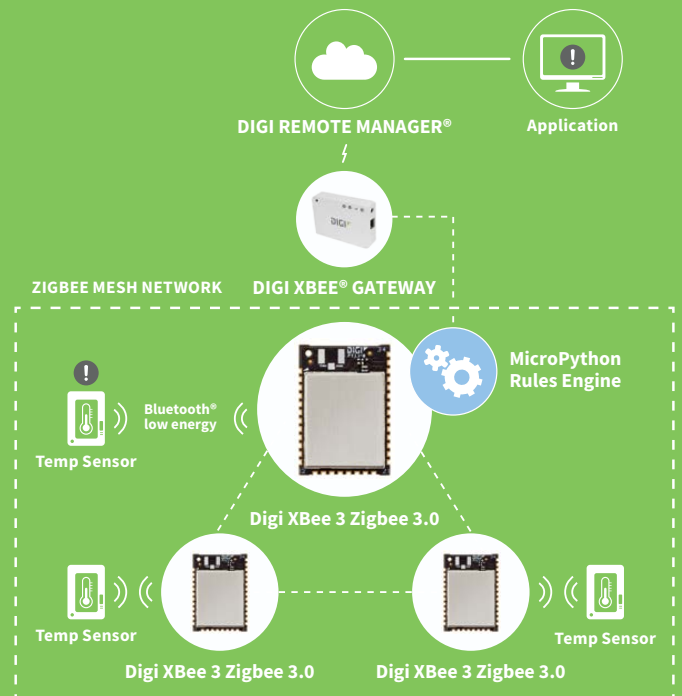 DIGI REMOTE MANAGER®
Application
DIGI
ZIGBEE MESH NETWORK
DIGI XBEE® GATEWAY
DIGI
MicroPython
Rules Engine
!
!
Bluetooth®
low energy
Temp Sensor
Digi XBee 3 Zigbee 3.0
Temp Sensor
Temp Sensor
Digi XBee 3 Zigbee 3.0
Digi XBee 3 Zigbee 3.0